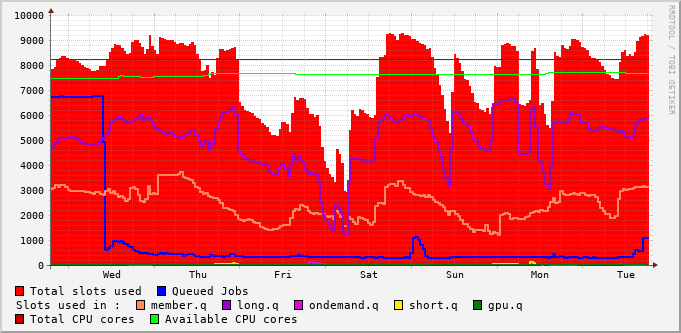 10000
9000
8000
7000
6000
5000
4000
3000
2000
1000
0
Wed Thu Fri Sat Sun Mon Tue
RRDTOOL / TOBI OETIKER
Total slots used Queued Jobs
Slots used in : member.q long.q ondemand.q short.q gpu.q
Total CPU cores Available CPU cores